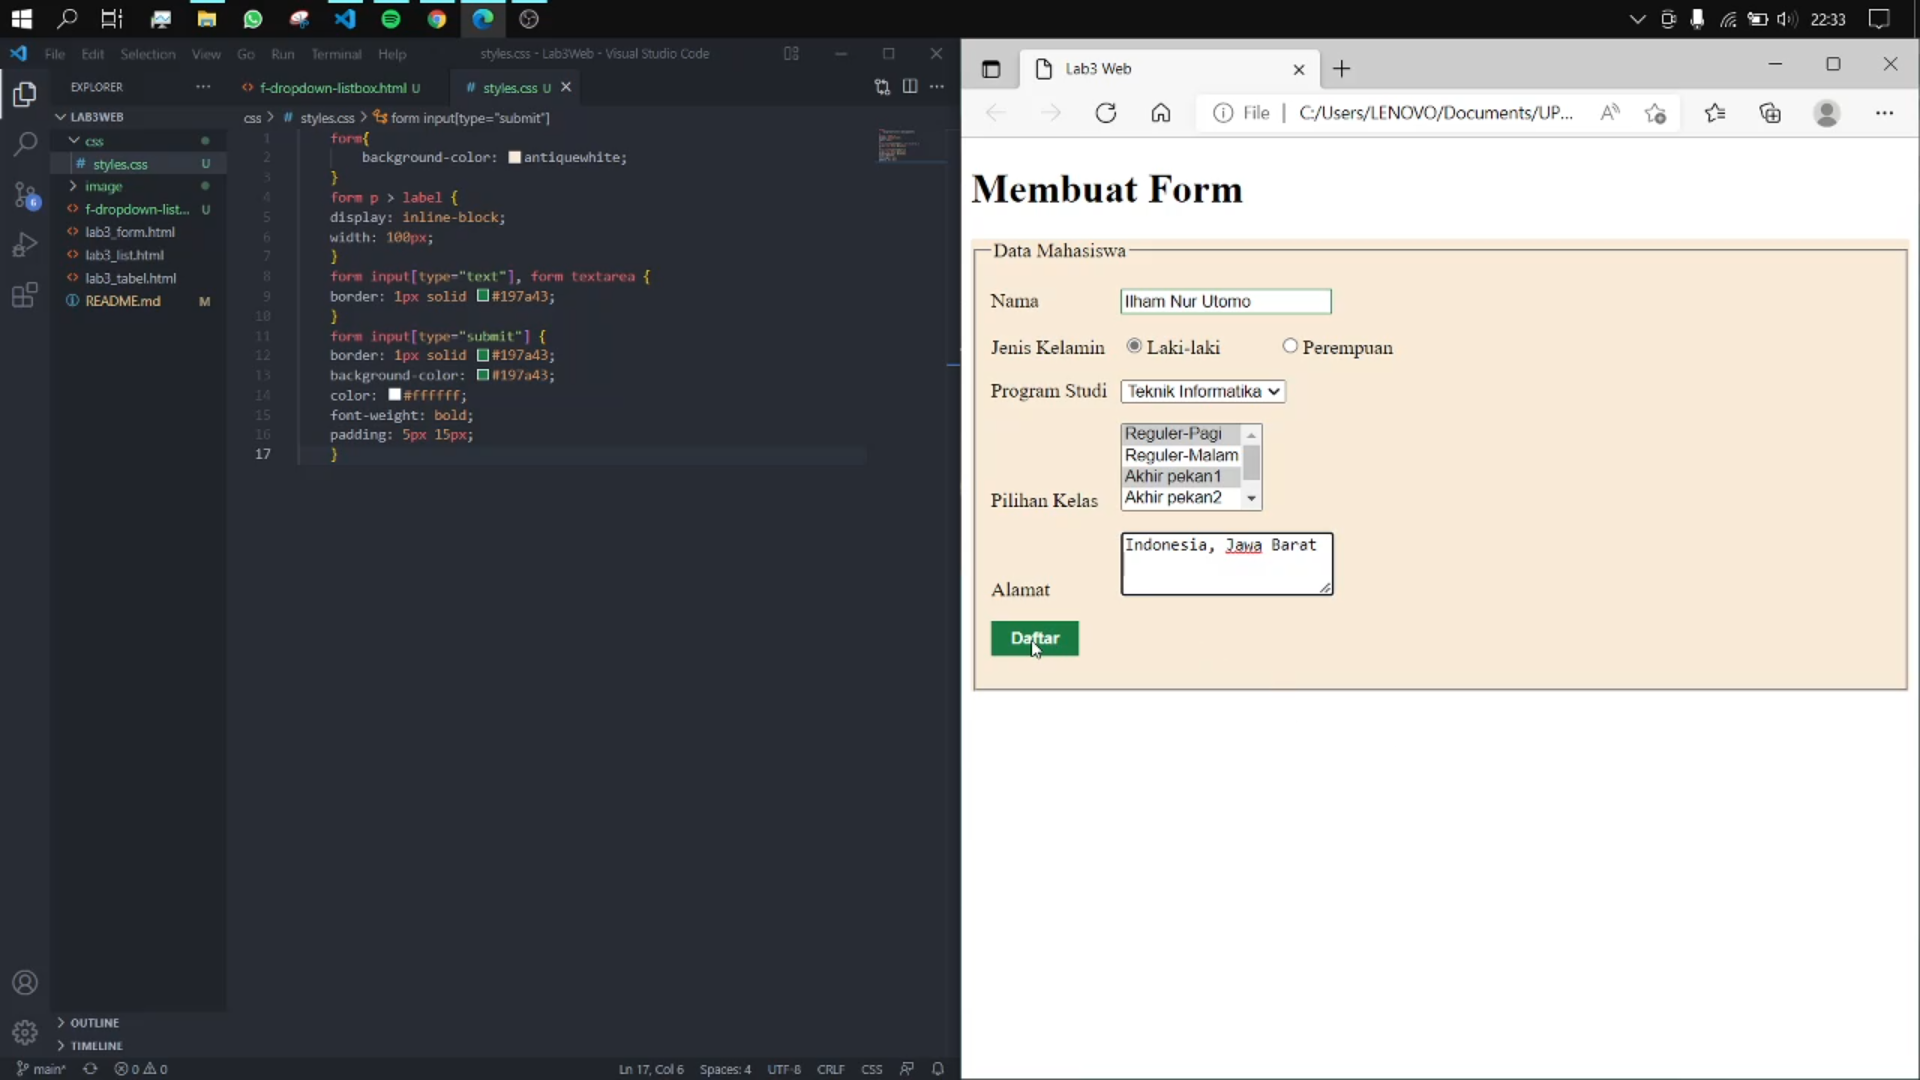 22:33
File Edit Selection View Go Run Terminal Help
styles.css - Lab3Web - Visual Studio Code
EXPLORER
LAB3WEB
css
styles.css U
image
f-dropdown-list... U
lab3_form.html
lab3_list.html
lab3_tabel.html
README.md M
OUTLINE
TIMELINE
f-dropdown-listbox.html U
# styles.css U
css > # styles.css > form input[type="submit"]
1 form{
2 background-color: antiquewhite;
3 }
4 form p > label {
5 display: inline-block;
6 width: 100px;
7 }
8 form input[type="text"], form textarea {
9 border: 1px solid #197a43;
10 }
11 form input[type="submit"] {
12 border: 1px solid #197a43;
13 background-color: #197a43;
14 color: #ffffff;
15 font-weight: bold;
16 padding: 5px 15px;
17 }
main* 0 0
Ln 17, Col 6 Spaces: 4 UTF-8 CRLF CSS
Lab3 Web
File C:/Users/LENOVO/Documents/UP...
Membuat Form
Data Mahasiswa
Nama Ilham Nur Utomo
Jenis Kelamin Laki-laki Perempuan
Program Studi Teknik Informatika
Reguler-Pagi
Reguler-Malam
Akhir pekan1
Akhir pekan2
Pilihan Kelas
Indonesia, Jawa Barat
Alamat
Daftar